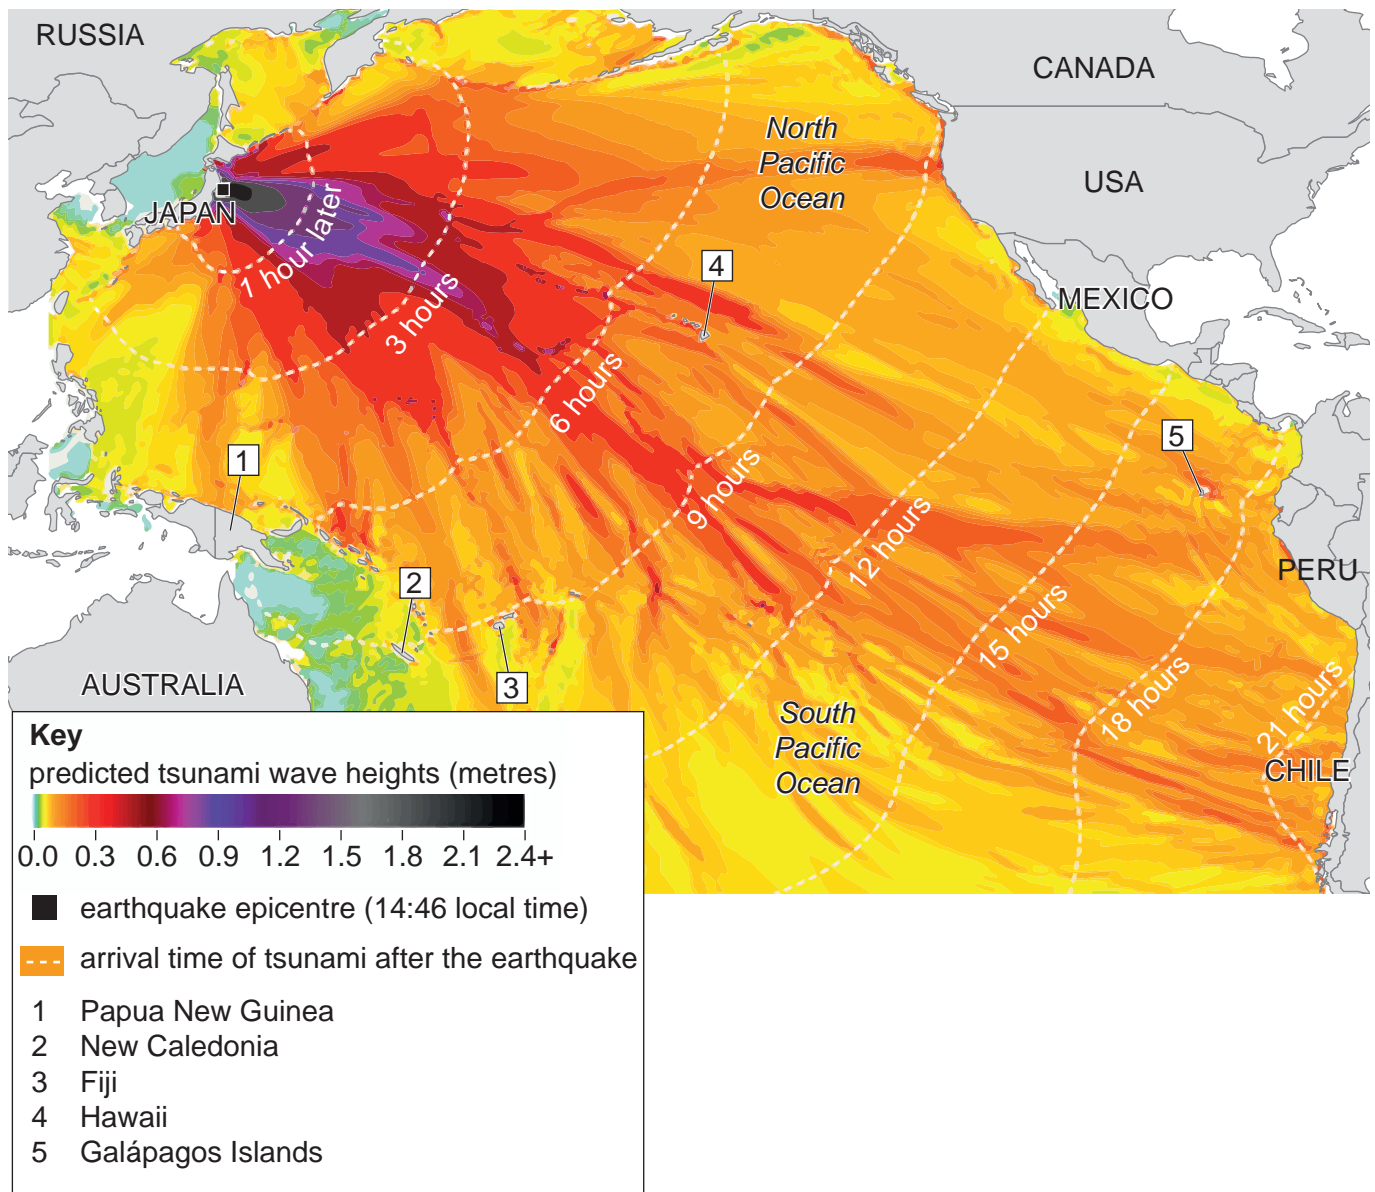 RUSSIA
CANADA
North
Pacific
Ocean
USA
JAPAN
1 hour later
3 hours
4
MEXICO
6 hours
5
1
9 hours
12 hours
PERU
2
15 hours
3
AUSTRALIA
18 hours
21 hours
South
Pacific
Ocean
CHILE
Key
predicted tsunami wave heights (metres)
0.0 0.3 0.6 0.9 1.2 1.5 1.8 2.1 2.4+
earthquake epicentre (14:46 local time)
arrival time of tsunami after the earthquake
1 Papua New Guinea
2 New Caledonia
3 Fiji
4 Hawaii
5 Galápagos Islands